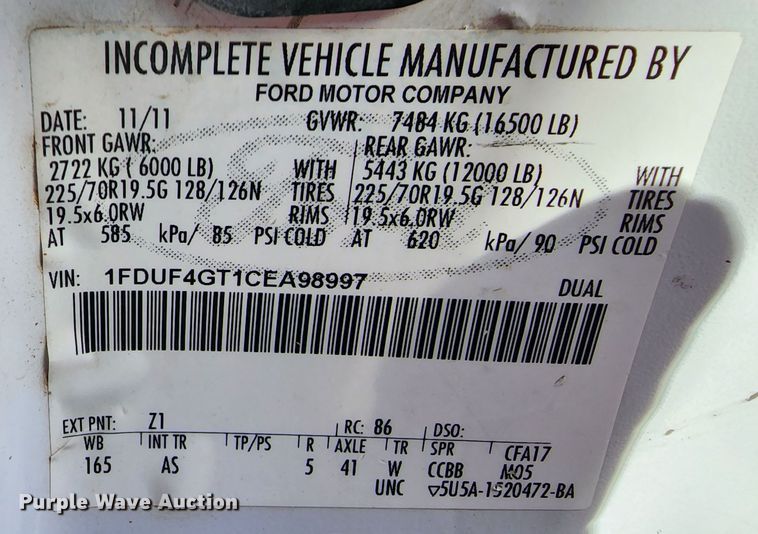 INCOMPLETE VEHICLE MANUFACTURED BY
FORD MOTOR COMPANY
DATE: 11/11 GVWR: 7484 KG (16500 LB)
FRONT GAWR: REAR GAWR:
2722 KG ( 6000 LB) WITH 5443 KG (12000 LB) WITH
225/70R19.5G 128/126N TIRES 225/70R19.5G 128/126N TIRES
19.5x6.0RW RIMS 19.5x6.0RW RIMS
AT 585 kPa/ 85 PSI COLD AT 620 kPa/ 90 PSI COLD
VIN: 1FDUF4GT1CEA98997 DUAL
EXT PNT: Z1 RC: 86 DSO:
WB INT TR TP/PS R AXLE TR SPR CFA17
165 AS 5 41 W CCBB M05
UNC ▽5U5A-1520472-BA
Purple Wave Auction